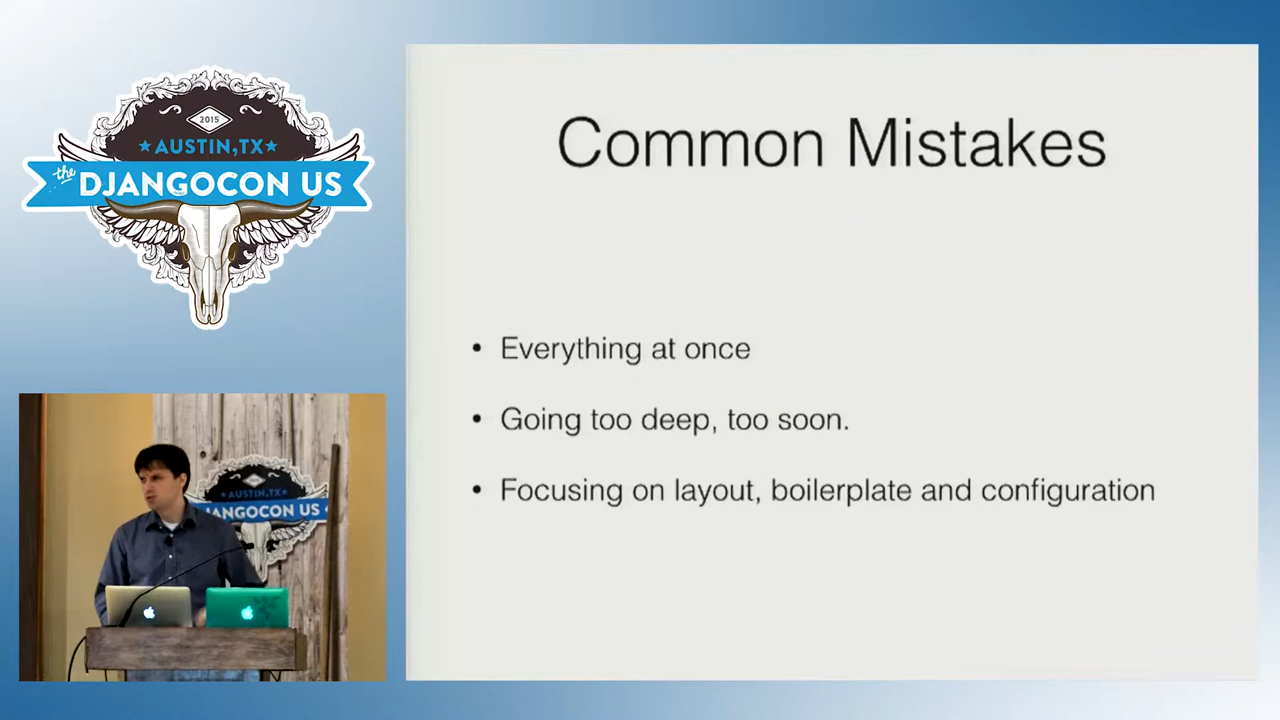 2015
AUSTIN,TX
the DJANGOCON US
Common Mistakes
• Everything at once
• Going too deep, too soon.
• Focusing on layout, boilerplate and configuration
AUSTIN,TX
ANGOCON US